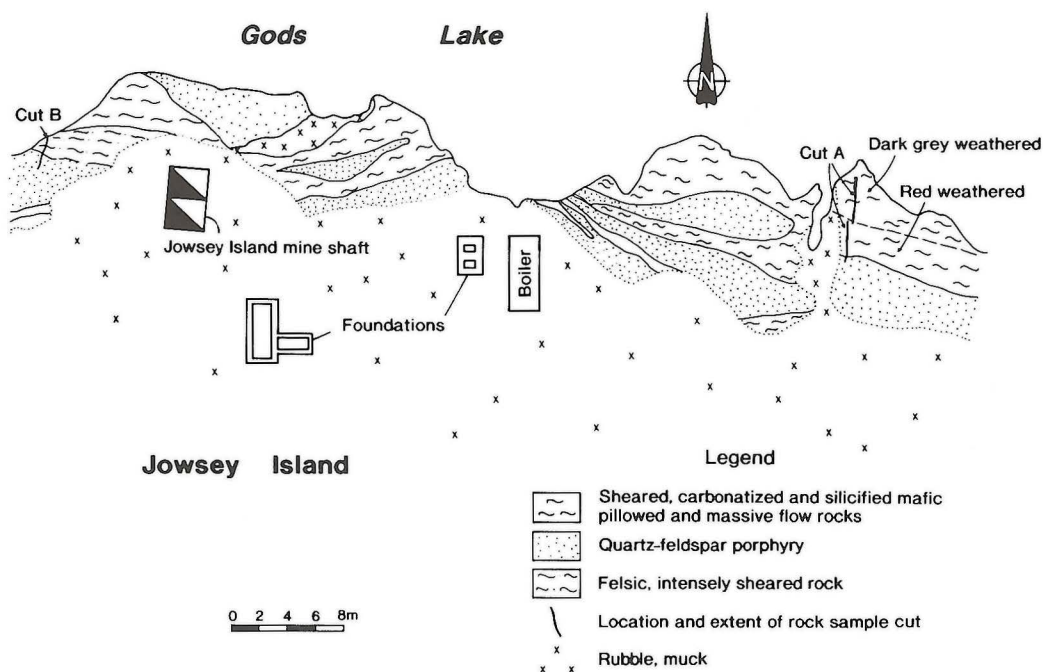 Gods Lake
N
Cut B
Cut A
Dark grey weathered
Red weathered
Jowsey Island mine shaft
Boiler
Foundations
Jowsey Island
Legend
Sheared, carbonatized and silicified mafic
pillowed and massive flow rocks
Quartz-feldspar porphyry
Felsic, intensely sheared rock
Location and extent of rock sample cut
Rubble, muck
0 2 4 6 8m